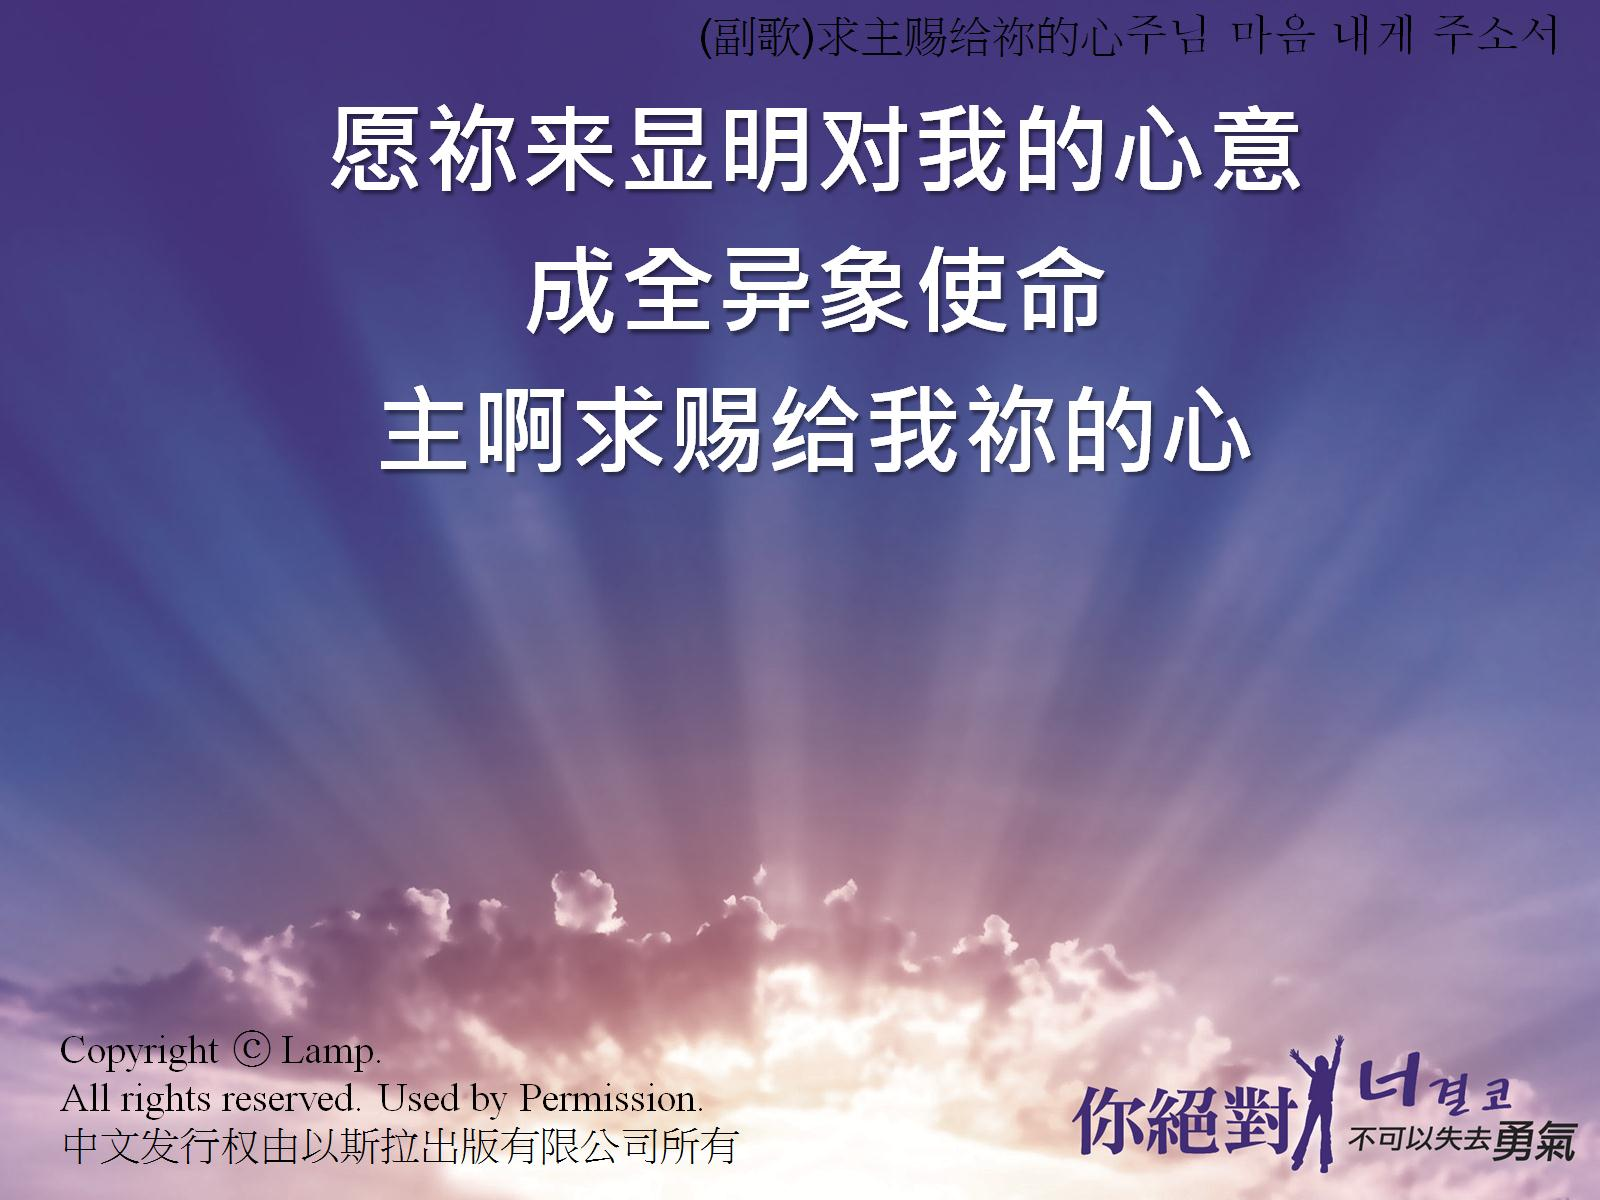 (副歌)求主赐给祢的心주님 마음 내게 주소서
愿祢来显明对我的心意
成全异象使命
主啊求赐给我祢的心
Copyright ⓒ Lamp.
All rights reserved. Used by Permission.
中文发行权由以斯拉出版有限公司所有
你絕對 너 결코
不可以失去勇氣